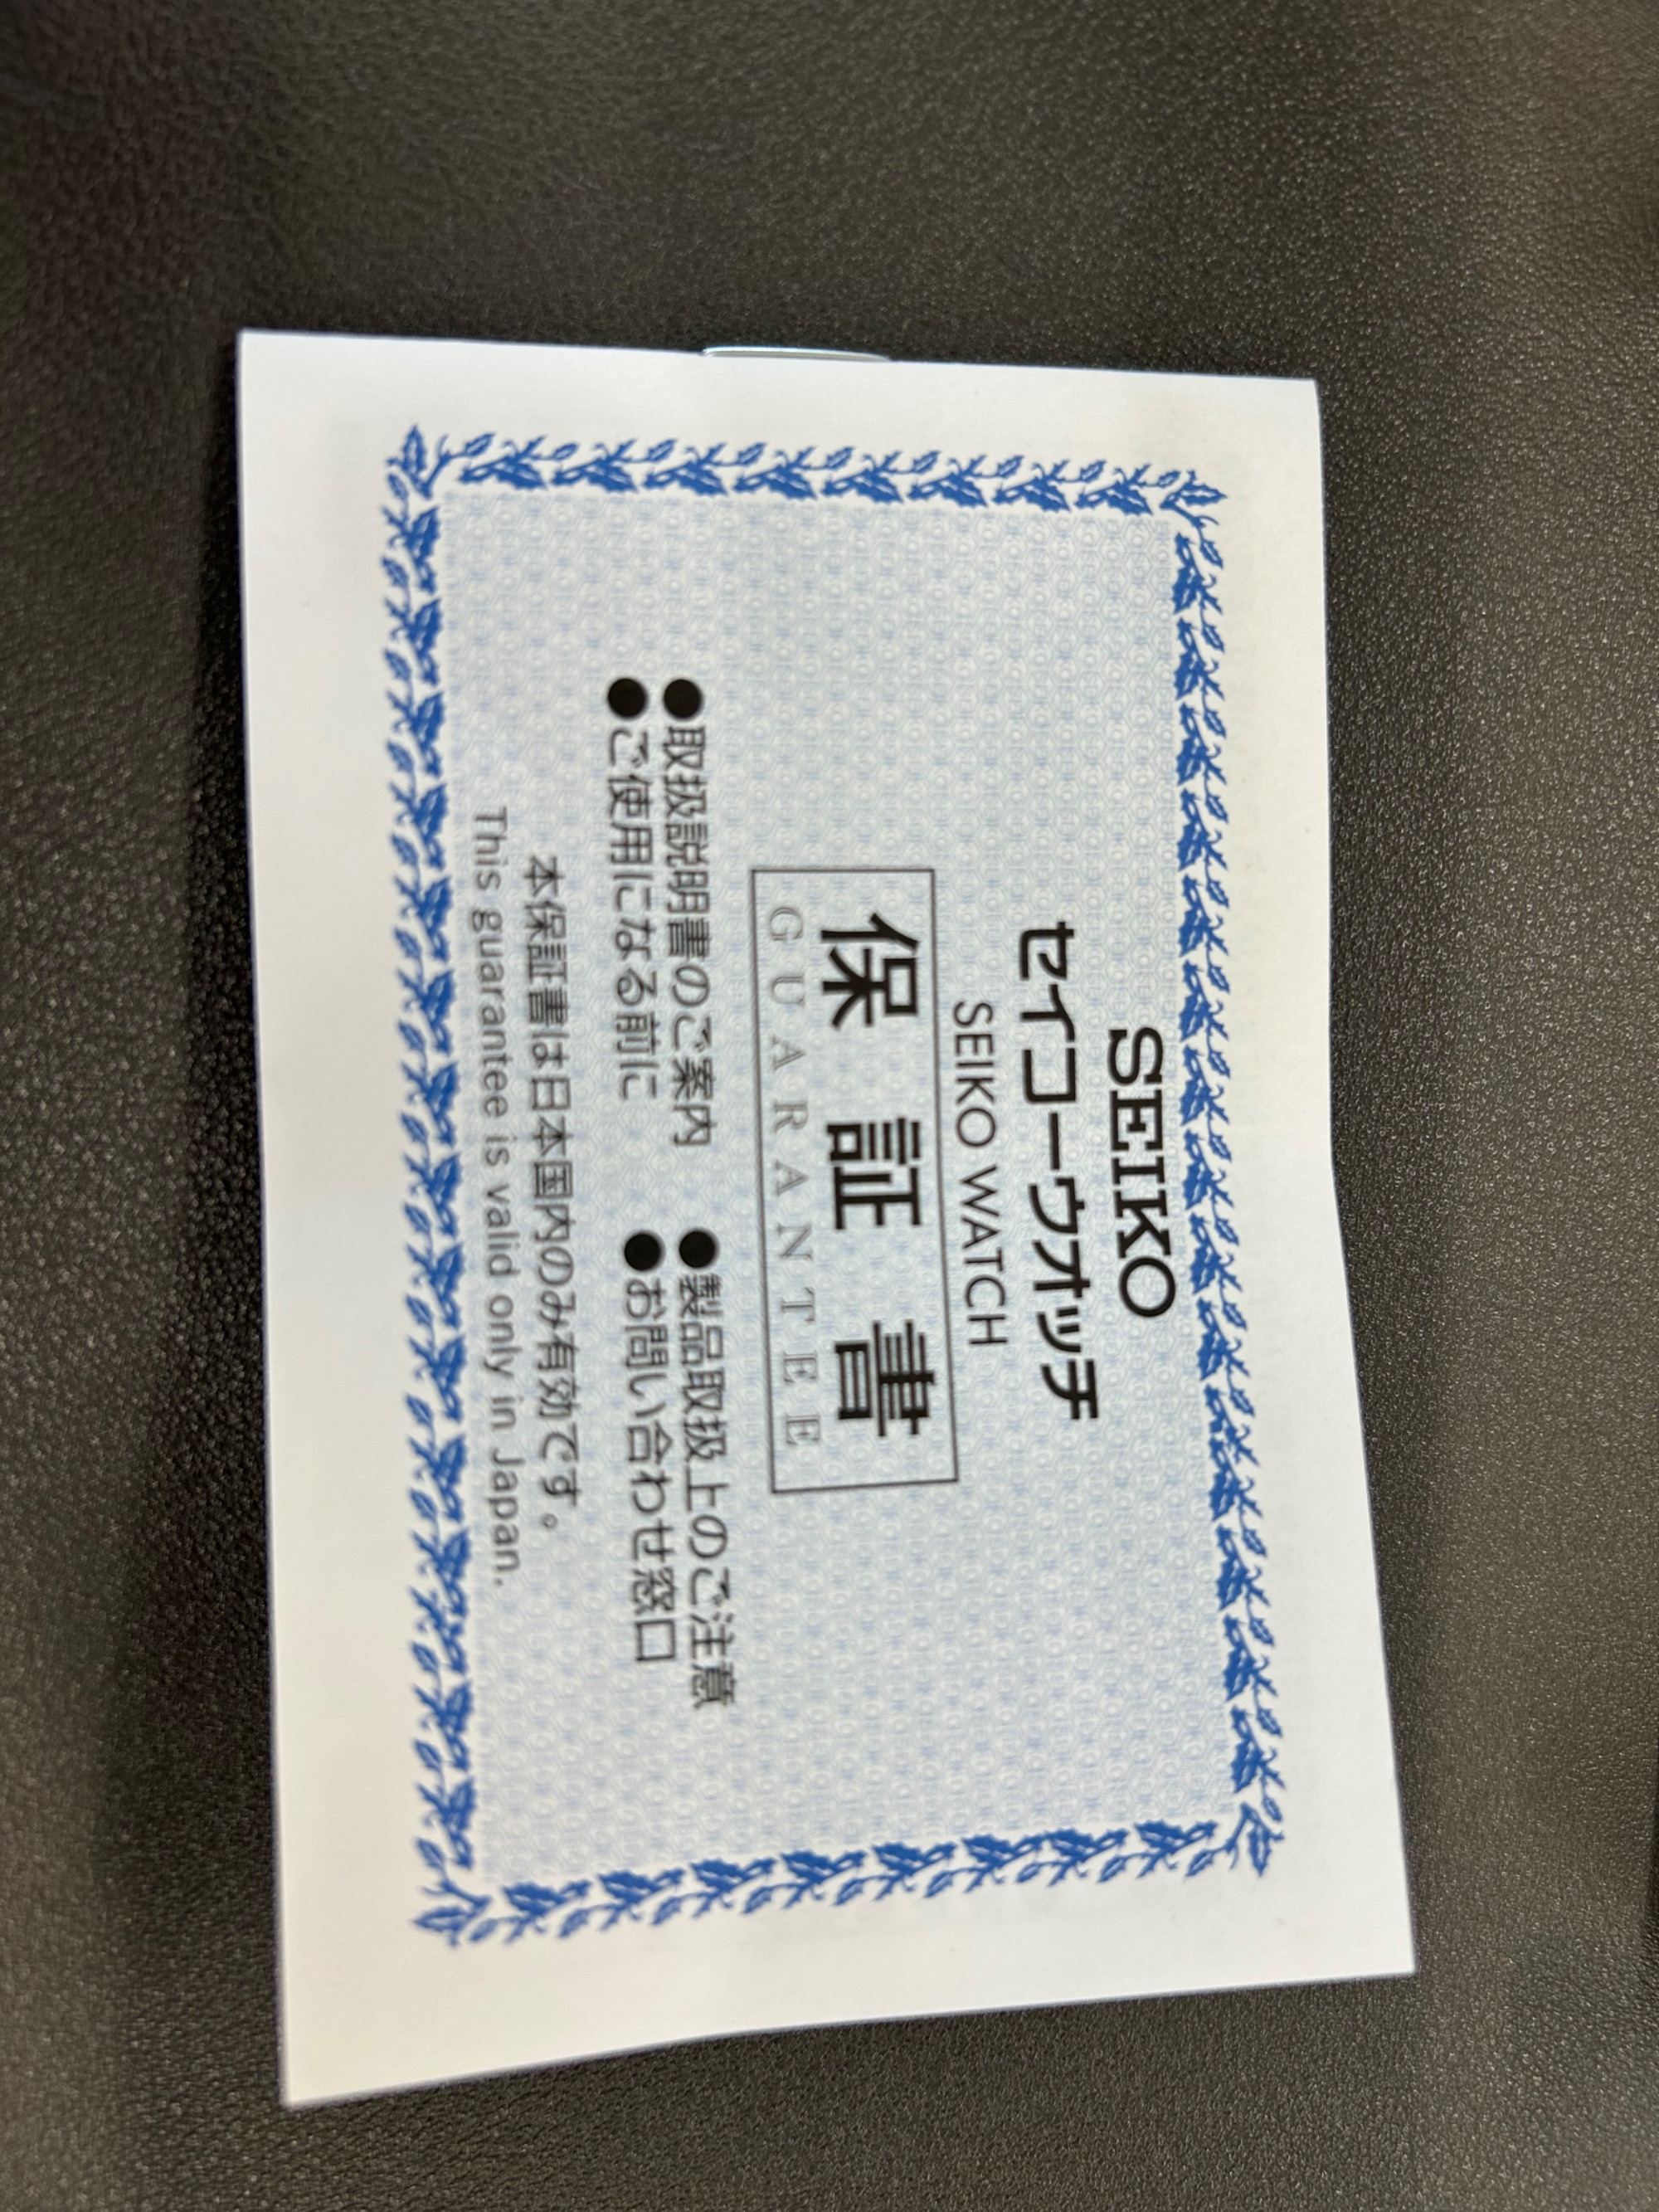 SEIKO
セイコーウオッチ
SEIKO WATCH
保証書
GUARANTEE
●取扱説明書のご案内 ●製品取扱上のご注意
●ご使用になる前に ●お問い合わせ窓口
本保証書は日本国内のみ有効です。
This guarantee is valid only in Japan.